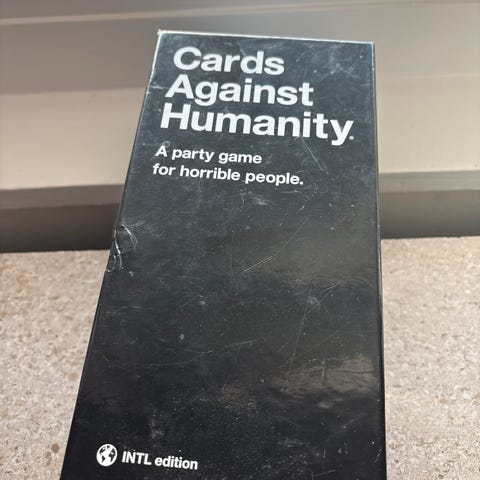 Cards
Against
Humanity.
A party game
for horrible people.
INTL edition